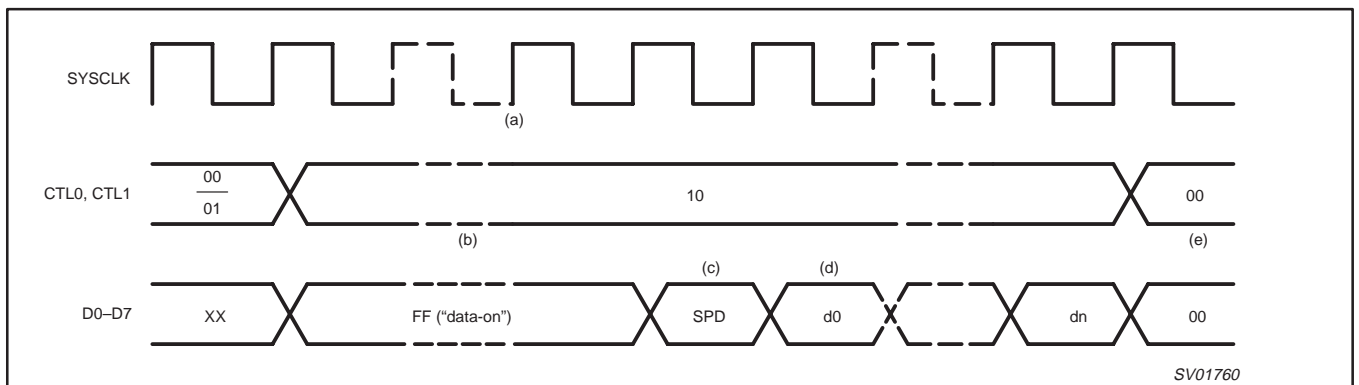 SYSCLK
(a)
CTL0, CTL1
00
01
10
00
(b)
(e)
(c)
(d)
D0–D7
XX
FF (“data-on”)
SPD
d0
dn
00
SV01760